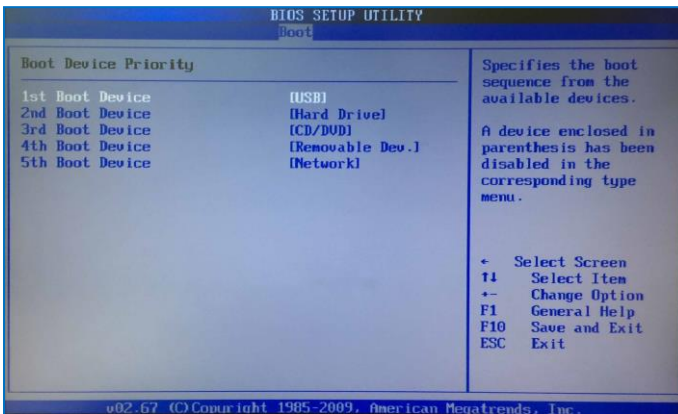 BIOS SETUP UTILITY
Boot
Boot Device Priority
1st Boot Device [USB]
2nd Boot Device [Hard Drive]
3rd Boot Device [CD/DVD]
4th Boot Device [Removable Dev.]
5th Boot Device [Network]
Specifies the boot
sequence from the
available devices.
A device enclosed in
parenthesis has been
disabled in the
corresponding type
menu.
← Select Screen
↑↓ Select Item
+- Change Option
F1 General Help
F10 Save and Exit
ESC Exit
v02.67 (C)Copyright 1985-2009, American Megatrends, Inc.